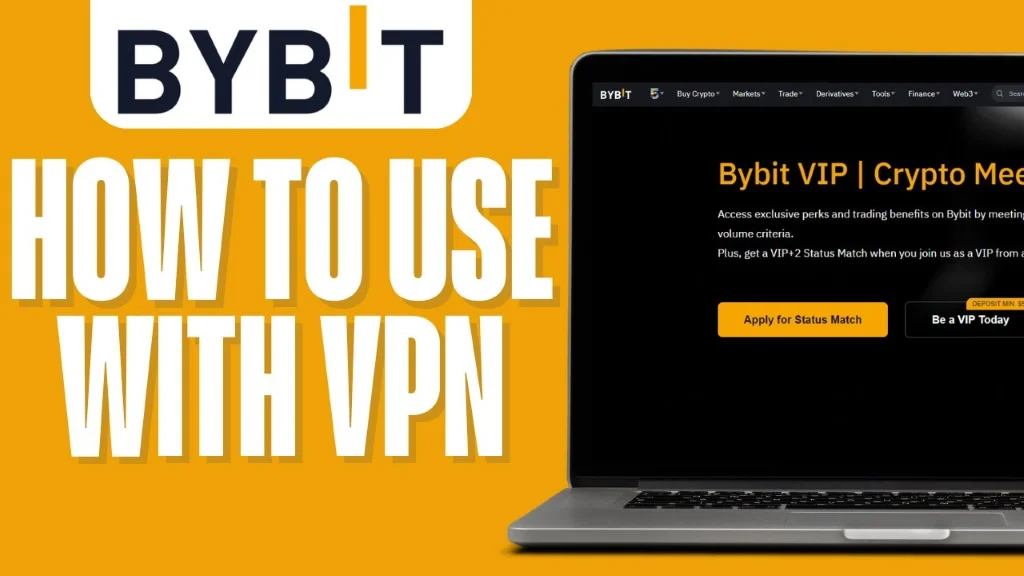 BYBIT
HOW TO USE
WITH VPN
BYBIT
Buy Crypto
Markets
Trade
Derivatives
Tools
Finance
Web3
Bybit VIP | Crypto
Access exclusive perks and trading benefits on Bybit by
volume criteria.
Plus, get a VIP+2 Status Match when you join us as a VIP from
DEPOSIT MIN.
Apply for Status Match
Be a VIP Today